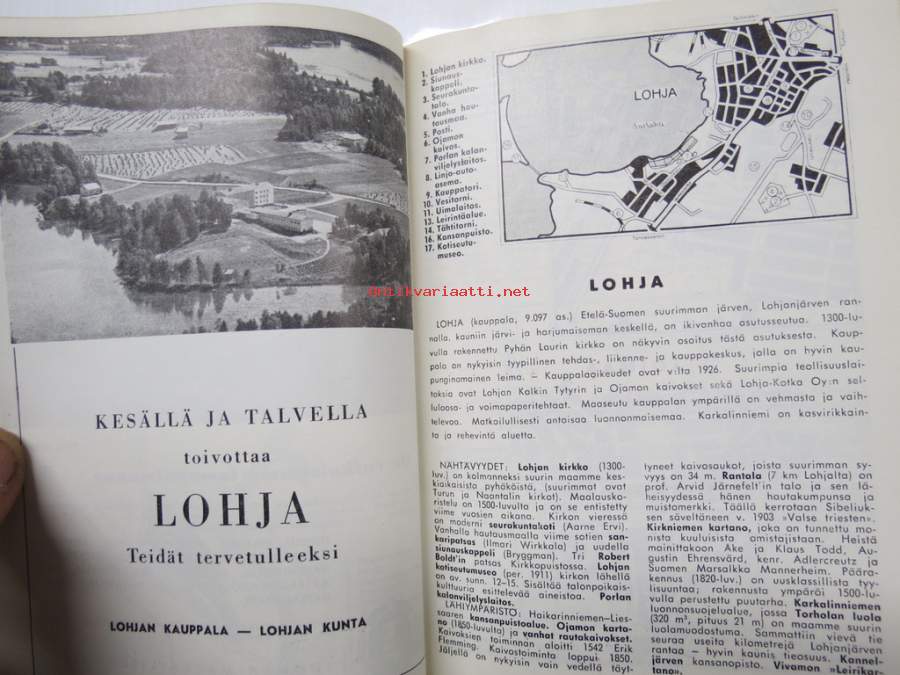 KESÄLLÄ JA TALVELLA
toivottaa
LOHJA
Teidät tervetulleeksi
LOHJAN KAUPPALA — LOHJAN KUNTA
antikvariaatti.net
1. Lohjan kirkko.
2. Siunaus-
kappeli.
3. Seurakunta-
talo.
4. Vanha hau-
tausmaa.
5. Posti.
6. Ojamon
kaivos.
7. Porlan kalan-
viljelyslaitos.
8. Linja-auto-
asema.
9. Kauppatori.
10. Vesitorni.
11. Uimalaitos.
13. Leirintäalue.
14. Tähtitorni.
16. Kansanpuisto.
17. Kotiseutu-
museo.
LOHJA
LOHJA
LOHJA (kauppala, 9.097 as.) Etelä-Suomen suurimman järven, Lohjanjärven ran-
nalla, kauniin järvi- ja harjumaiseman keskellä, on ikivanha asutusseutua. 1300-lu-
vulla rakennettu Pyhän Laurin kirkko on näkyvin osoitus tästä asutuksesta. Kaup-
pala on nykyisin tyypillinen tehdas-, liikenne- ja kauppakeskus, jolla on hyvin kau-
punginomainen leima. — Kauppalaoikeudet ovat v:lta 1926. Suurimpia teollisuuslai-
toksia ovat Lohjan Kalkin Tytyrin ja Ojamon kaivokset sekä Lohja-Kotka Oy:n sel-
luloosa- ja voimapaperitehtaat. Maaseutu kauppalan ympärillä on vehmasta ja vaih-
televaa. Matkailullisesti antoisaa luonnonmaisemaa. Karkalinniemi on kasvirikkain-
ta ja rehevintä aluetta.
NÄHTÄVYYDET: Lohjan kirkko (1300-
luv.) on kolmanneksi suurin maamme kes-
kiaikaisista pyhäköistä, (suurimmat ovat
Turun ja Naantalin kirkot). Maalausko-
ristelu on 1500-luvulta ja on se entistetty
viime vuosien aikana. Kirkon vieressä
on moderni seurakuntakoti (Aarne Ervi).
Vanhalla hautausmaalla viime sotien san-
karipatsas (Ilmari Wirkkala) ja uudella
siunauskappeli (Bryggman). Tri Robert
Boldt'in patsas Kirkkopuistossa. Lohjan
kotiseutumuseo (per. 1911) kirkon lähellä
on av. sunn. 12–15. Sisältää talonpoikais-
kulttuuria esittelevää aineistoa. Porlan
kalanviljelyslaitos.
LÄHIYMPÄRISTO: Haikarinniemen–Lies-
saaren kansanpuistoalue. Ojamon karta-
no (1850-luvulta) ja vanhat rautakaivokset.
Kaivoksien toiminnan aloitti 1542 Erik
Flemming. Kaivostoiminta loppui 1850.
Jäljellä on nykyisin vain vedellä täyt-
tyneet kaivosaukot, joista suurimman sy-
vyys on 34 m. Rantala (7 km Lohjalta) on
prof. Arvid Järnefelt'in talo ja sen lä-
heisyydessä hänen hautakumpunsa ja
muistomerkki. Täällä kerrotaan Sibeliuk-
sen säveltäneen v. 1903 »Valse triesten».
Kirkniemen kartano, joka on tunnettu mo-
nista kuuluisista omistajistaan. Heistä
mainittakoon Ake ja Klaus Todd, Au-
gustin Ehrensvärd, kenr. Adlercreutz ja
Suomen Marsalkka Mannerheim. Päära-
kennus (1820-luv.) on uusklassillista tyy-
lisuuntaa; rakennusta ympäröi 1500-lu-
vulla perustettu puutarha. Karkalinniemen
luonnonsuojelualue, jossa Torholan luola
(320 m³, pituus 21 m) on maamme suurin
luolamuodostuma. Sammattiin vievä tie
seuraa useita kilometrejä Lohjanjärven
rantaa — hyvin kaunis tieosuus. Kannel-
järven kansanopisto. Vivamon »Leirikar-
tano».